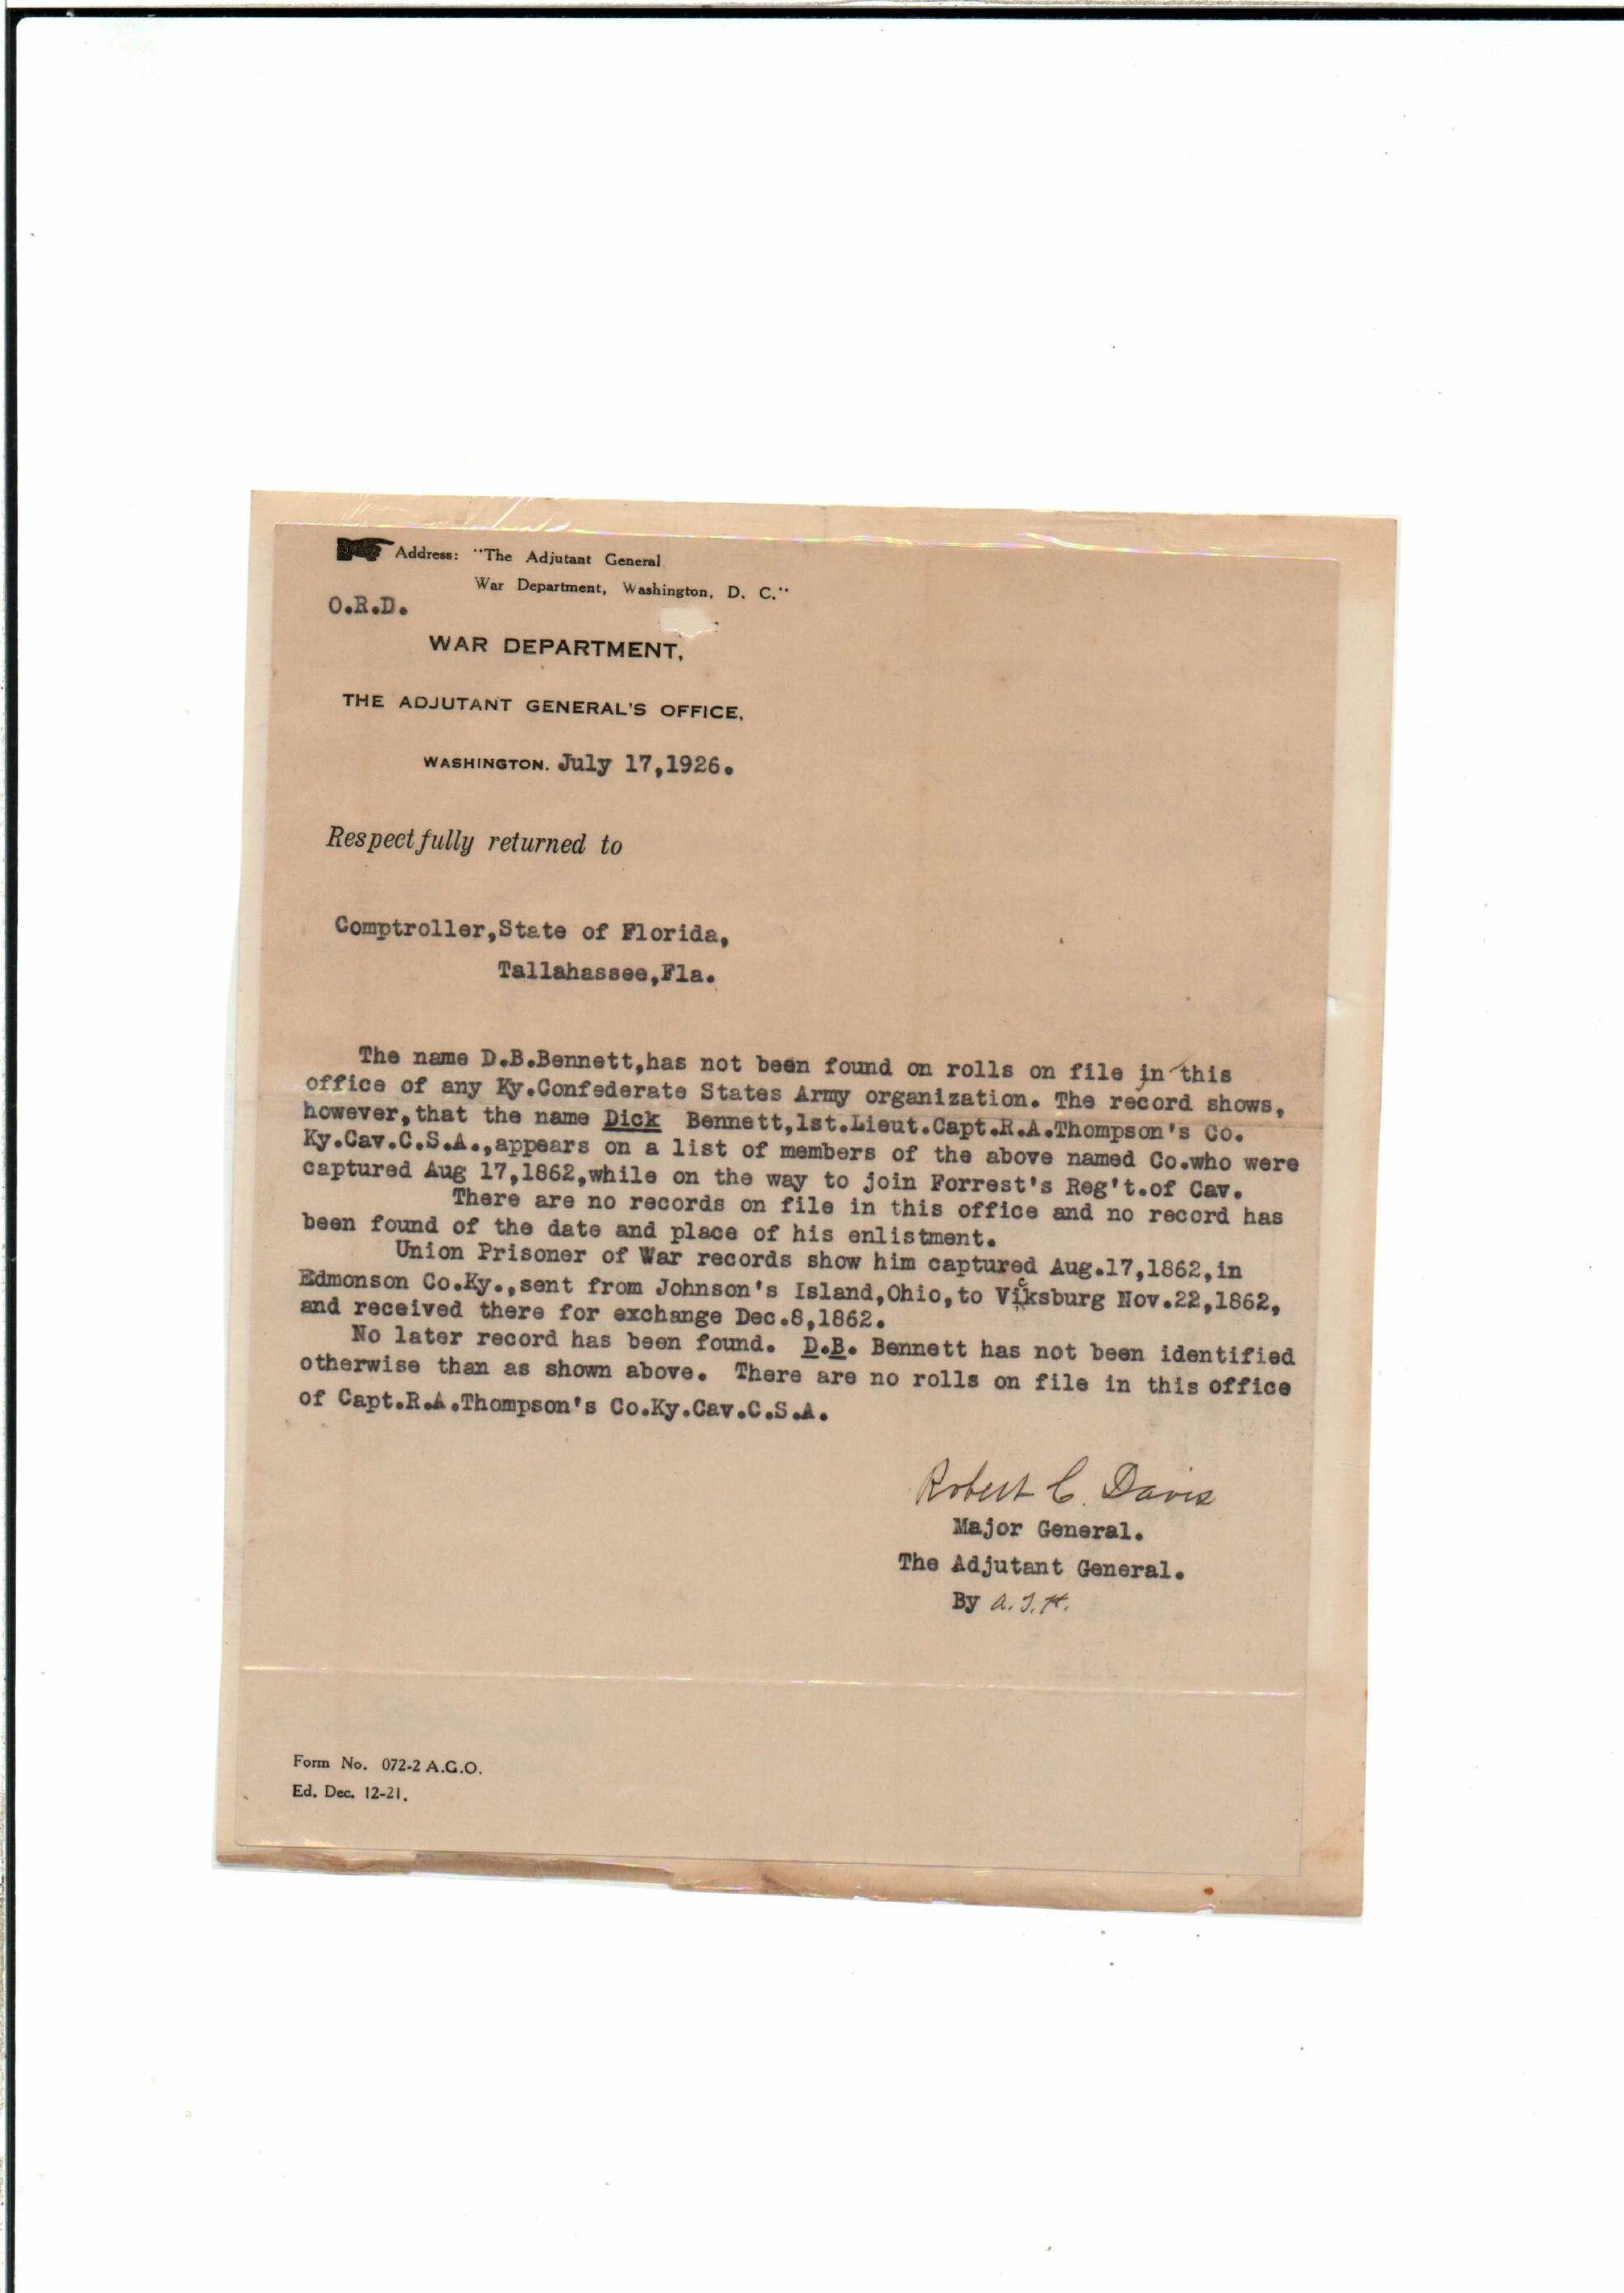 Address: "The Adjutant General
War Department, Washington, D. C."
O.R.D.
WAR DEPARTMENT,
THE ADJUTANT GENERAL'S OFFICE,
WASHINGTON. July 17,1926.
Respectfully returned to
Comptroller,State of Florida,
Tallahassee,Fla.
The name D.B.Bennett,has not been found on rolls on file in this
office of any Ky.Confederate States Army organization. The record shows,
however,that the name Dick Bennett,1st.Lieut.Capt.R.A.Thompson's Co.
Ky.Cav.C.S.A.,appears on a list of members of the above named Co.who were
captured Aug 17,1862,while on the way to join Forrest's Reg't.of Cav.
There are no records on file in this office and no record has
been found of the date and place of his enlistment.
Union Prisoner of War records show him captured Aug.17,1862,in
Edmonson Co.Ky.,sent from Johnson's Island,Ohio,to Vicksburg Nov.22,1862,
and received there for exchange Dec.8,1862.
No later record has been found. D.B. Bennett has not been identified
otherwise than as shown above. There are no rolls on file in this office
of Capt.R.A.Thompson's Co.Ky.Cav.C.S.A.
Robert C. Davis
Major General.
The Adjutant General.
By
Form No. 072-2 A.G.O.
Ed. Dec. 12-21.